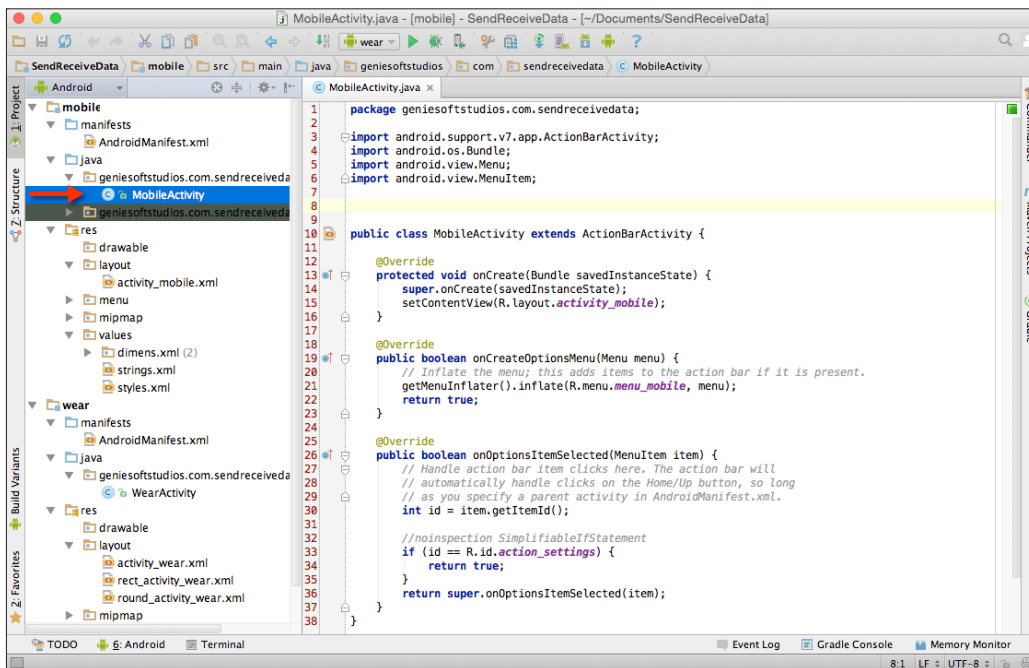 MobileActivity.java - [mobile] - SendReceiveData - [~/Documents/SendReceiveData]
wear
SendReceiveData mobile src main java geniesoftstudios com sendreceivedata MobileActivity
1: Project
Z: Structure
Build Variants
2: Favorites
Android
mobile
manifests
AndroidManifest.xml
java
geniesoftstudios.com.sendreceiveda
MobileActivity
geniesoftstudios.com.sendreceiveda
res
drawable
layout
activity_mobile.xml
menu
mipmap
values
dimens.xml (2)
strings.xml
styles.xml
wear
manifests
AndroidManifest.xml
java
geniesoftstudios.com.sendreceiveda
WearActivity
res
drawable
layout
activity_wear.xml
rect_activity_wear.xml
round_activity_wear.xml
mipmap
MobileActivity.java
1 package geniesoftstudios.com.sendreceivedata;
2
3 import android.support.v7.app.ActionBarActivity;
4 import android.os.Bundle;
5 import android.view.Menu;
6 import android.view.MenuItem;
7
8
9
10 public class MobileActivity extends ActionBarActivity {
11
12 @Override
13 protected void onCreate(Bundle savedInstanceState) {
14 super.onCreate(savedInstanceState);
15 setContentView(R.layout.activity_mobile);
16 }
17
18 @Override
19 public boolean onCreateOptionsMenu(Menu menu) {
20 // Inflate the menu; this adds items to the action bar if it is present.
21 getMenuInflater().inflate(R.menu.menu_mobile, menu);
22 return true;
23 }
24
25 @Override
26 public boolean onOptionsItemSelected(MenuItem item) {
27 // Handle action bar item clicks here. The action bar will
28 // automatically handle clicks on the Home/Up button, so long
29 // as you specify a parent activity in AndroidManifest.xml.
30 int id = item.getItemId();
31
32 //noinspection SimplifiableIfStatement
33 if (id == R.id.action_settings) {
34 return true;
35 }
36 return super.onOptionsItemSelected(item);
37 }
38 }
TODO 6: Android Terminal Event Log Gradle Console Memory Monitor
8:1 LF UTF-8